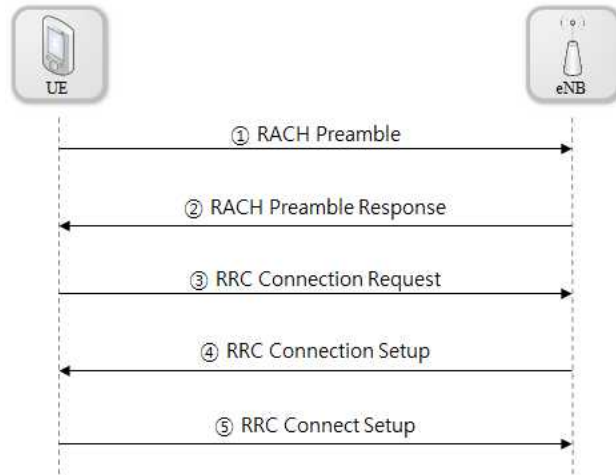 UE
eNB
① RACH Preamble
② RACH Preamble Response
③ RRC Connection Request
④ RRC Connection Setup
⑤ RRC Connect Setup